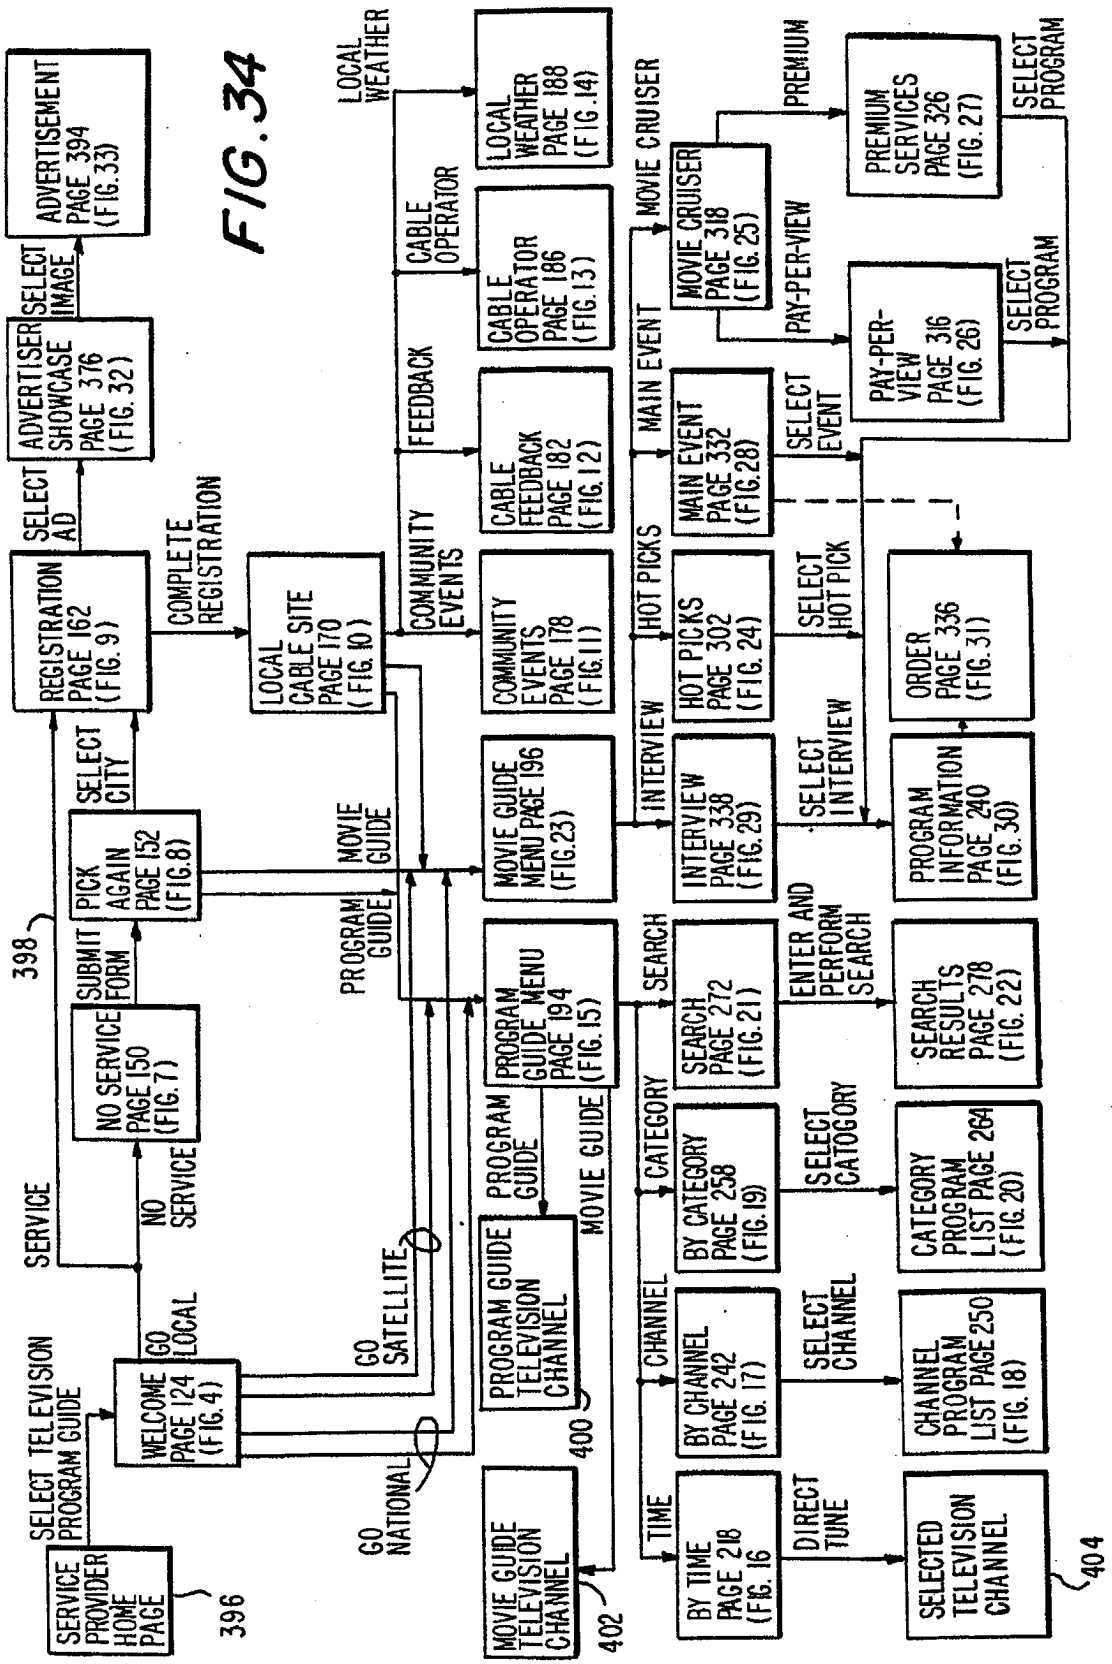 SERVICE
PROVIDER
HOME
PAGE
396
SELECT TELEVISION
PROGRAM GUIDE
WELCOME
PAGE 124
(FIG.4)
GO LOCAL
SERVICE
398
NO SERVICE
NO SERVICE
PAGE 150
(FIG.7)
SUBMIT
FORM
PICK
AGAIN
PAGE 152
(FIG.8)
SELECT
CITY
REGISTRATION
PAGE 162
(FIG. 9)
SELECT
AD
ADVERTISER
SHOWCASE
PAGE 376
(FIG.32)
SELECT
IMAGE
ADVERTISEMENT
PAGE 394
(FIG.33)
COMPLETE
REGISTRATION
LOCAL
CABLE SITE
PAGE 170
(FIG. 10)
FIG.34
GO NATIONAL
GO
SATELLITE
PROGRAM
GUIDE
MOVIE
GUIDE
COMMUNITY
EVENTS
FEEDBACK
CABLE
OPERATOR
LOCAL
WEATHER
MOVIE GUIDE
TELEVISION
CHANNEL
402
PROGRAM GUIDE
TELEVISION
CHANNEL
400
PROGRAM
GUIDE
MOVIE GUIDE
PROGRAM
GUIDE MENU
PAGE 194
(FIG.15)
MOVIE GUIDE
MENU PAGE 196
(FIG.23)
COMMUNITY
EVENTS
PAGE 178
(FIG.11)
CABLE
FEEDBACK
PAGE 182
(FIG.12)
CABLE
OPERATOR
PAGE 186
(FIG.13)
LOCAL
WEATHER
PAGE 188
(FIG.14)
TIME
CHANNEL
CATEGORY
SEARCH
INTERVIEW
HOT PICKS
MAIN EVENT
MOVIE CRUISER
BY TIME
PAGE 218
(FIG.16
BY CHANNEL
PAGE 242
(FIG.17)
BY CATEGORY
PAGE 258
(FIG.19)
SEARCH
PAGE 272
(FIG.21)
INTERVIEW
PAGE 338
(FIG.29)
HOT PICKS
PAGE 302
(FIG.24)
MAIN EVENT
PAGE 332
(FIG.28)
MOVIE CRUISER
PAGE 318
(FIG.25)
DIRECT
TUNE
SELECT
CHANNEL
SELECT
CATOGORY
ENTER AND
PERFORM
SEARCH
SELECT
INTERVIEW
SELECT
HOT PICK
SELECT
EVENT
PAY-PER-VIEW
PREMIUM
PAY-PER-
VIEW
PAGE 316
(FIG.26)
PREMIUM
SERVICES
PAGE 326
(FIG.27)
SELECT
PROGRAM
SELECT
PROGRAM
SELECTED
TELEVISION
CHANNEL
404
CHANNEL
PROGRAM
LIST PAGE 250
(FIG.18)
CATEGORY
PROGRAM
LIST PAGE 264
(FIG.20)
SEARCH
RESULTS
PAGE 278
(FIG.22)
PROGRAM
INFORMATION
PAGE 240
(FIG.30)
ORDER
PAGE 336
(FIG.31)